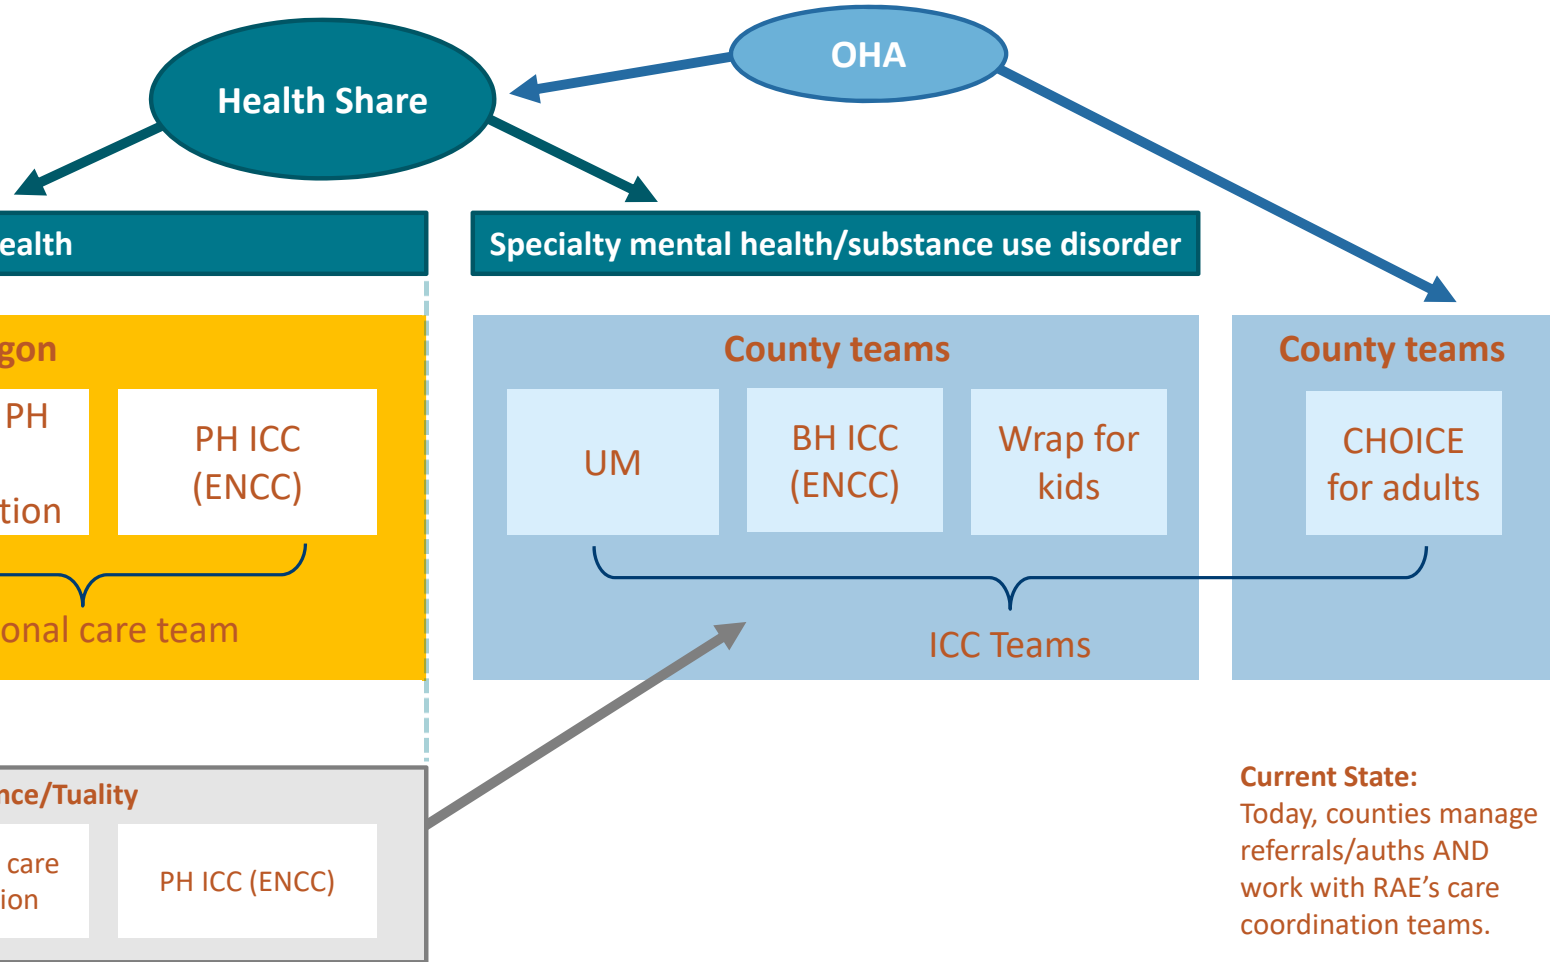 OHA
Health Share
ealth
Specialty mental health/substance use disorder
gon
PH
tion
PH ICC
(ENCC)
onal care team
County teams
UM
BH ICC
(ENCC)
Wrap for
kids
ICC Teams
County teams
CHOICE
for adults
nce/Tuality
care
ion
PH ICC (ENCC)
Current State:
Today, counties manage
referrals/auths AND
work with RAE’s care
coordination teams.